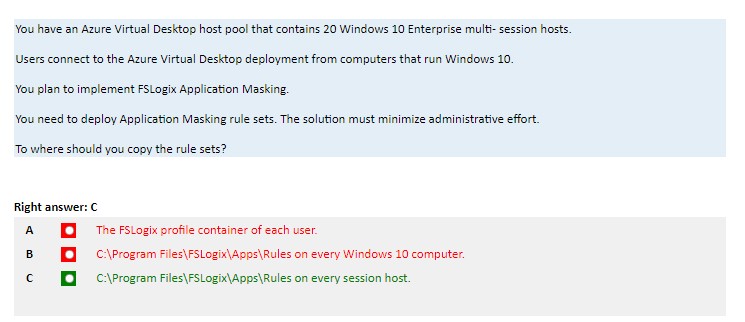 You have an Azure Virtual Desktop host pool that contains 20 Windows 10 Enterprise multi- session hosts.
Users connect to the Azure Virtual Desktop deployment from computers that run Windows 10.
You plan to implement FSLogix Application Masking.
You need to deploy Application Masking rule sets. The solution must minimize administrative effort.
To where should you copy the rule sets?
Right answer: C
A The FSLogix profile container of each user.
B C:\Program Files\FSLogix\Apps\Rules on every Windows 10 computer.
C C:\Program Files\FSLogix\Apps\Rules on every session host.